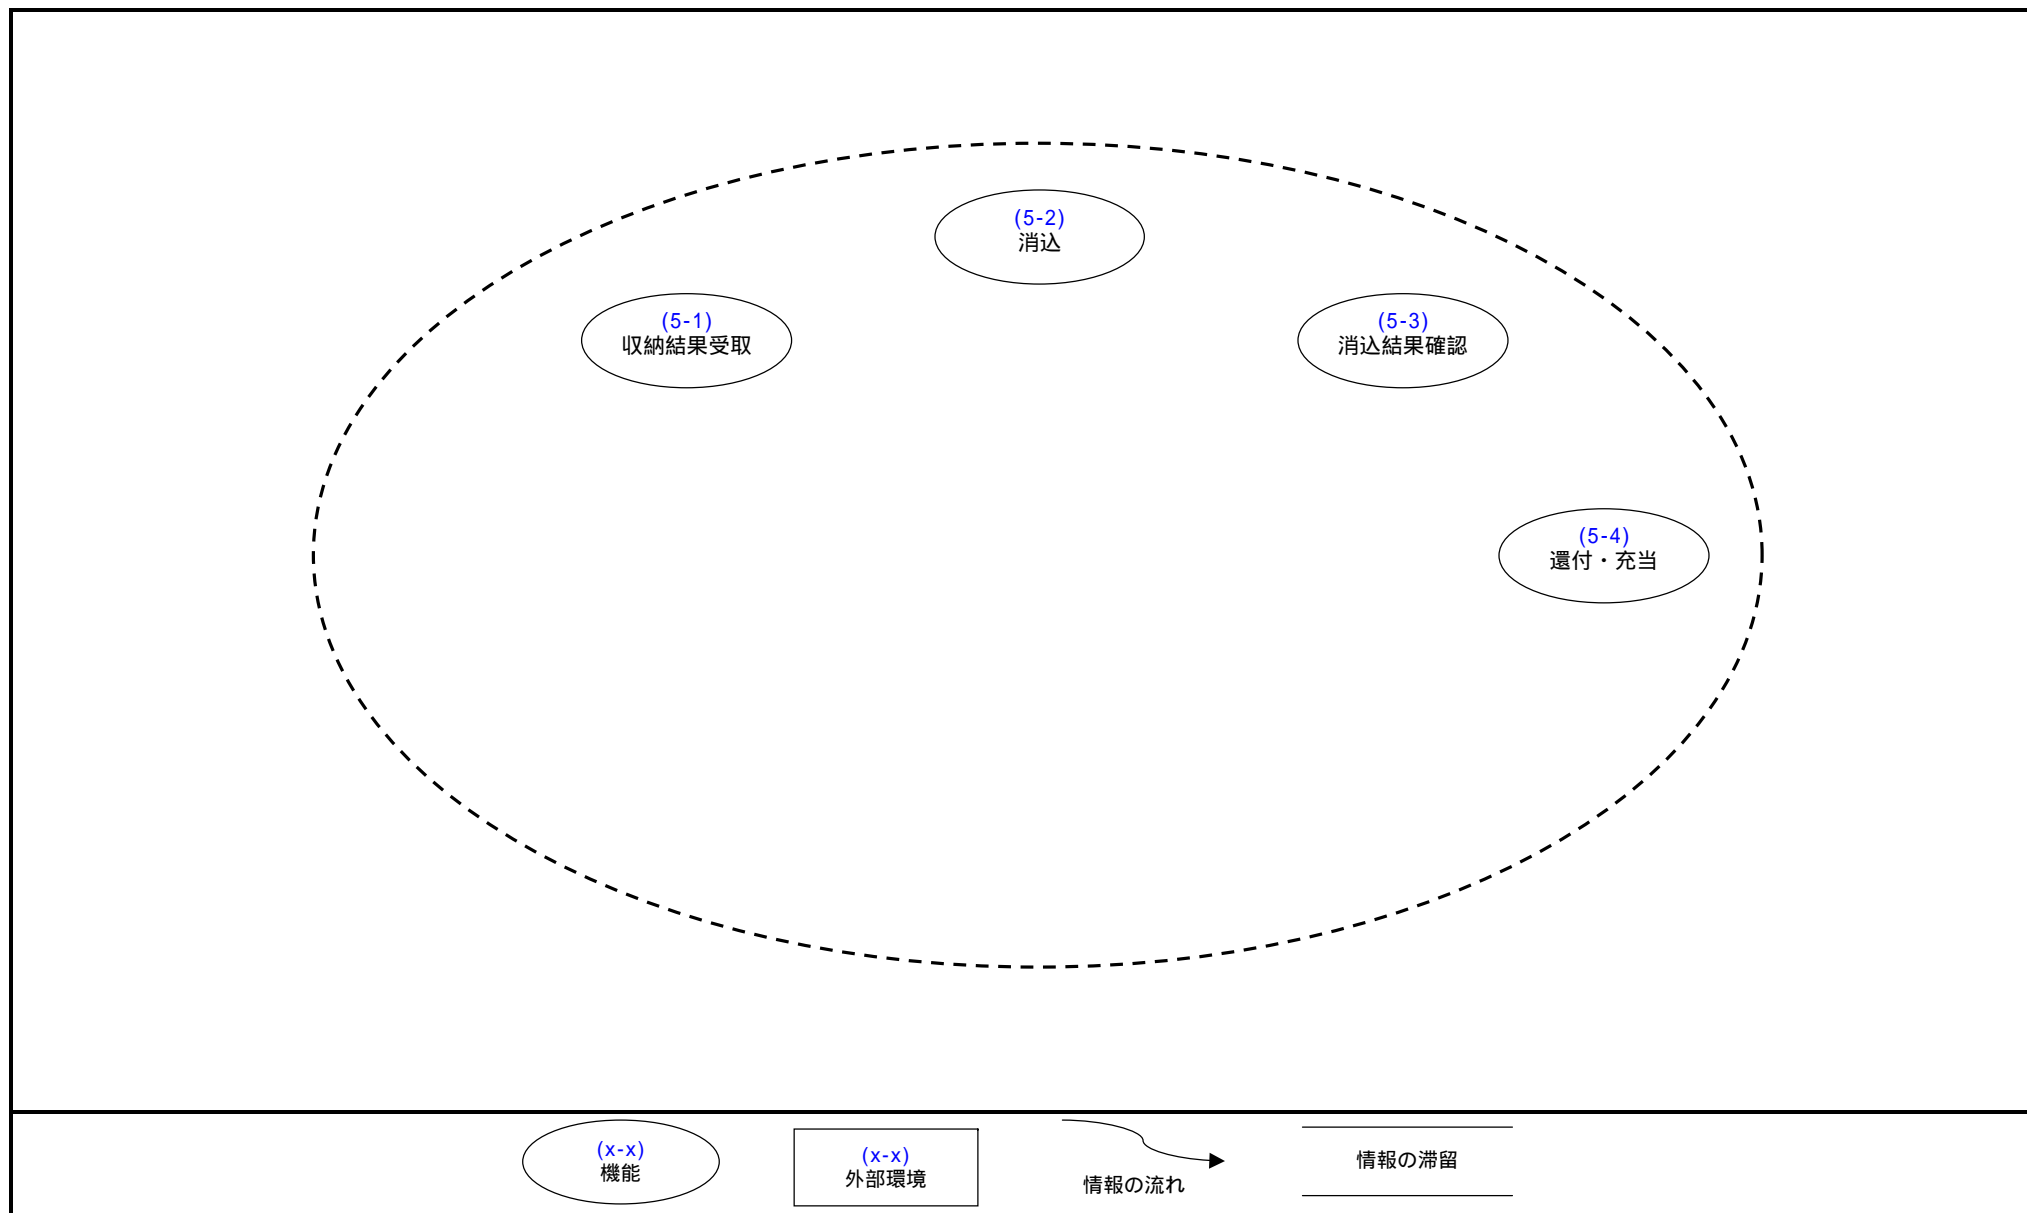 (5-2)
消込
(5-1)
収納結果受取
(5-3)
消込結果確認
(5-4)
還付・充当
(x-x)
機能
(x-x)
外部環境
情報の流れ
情報の滞留